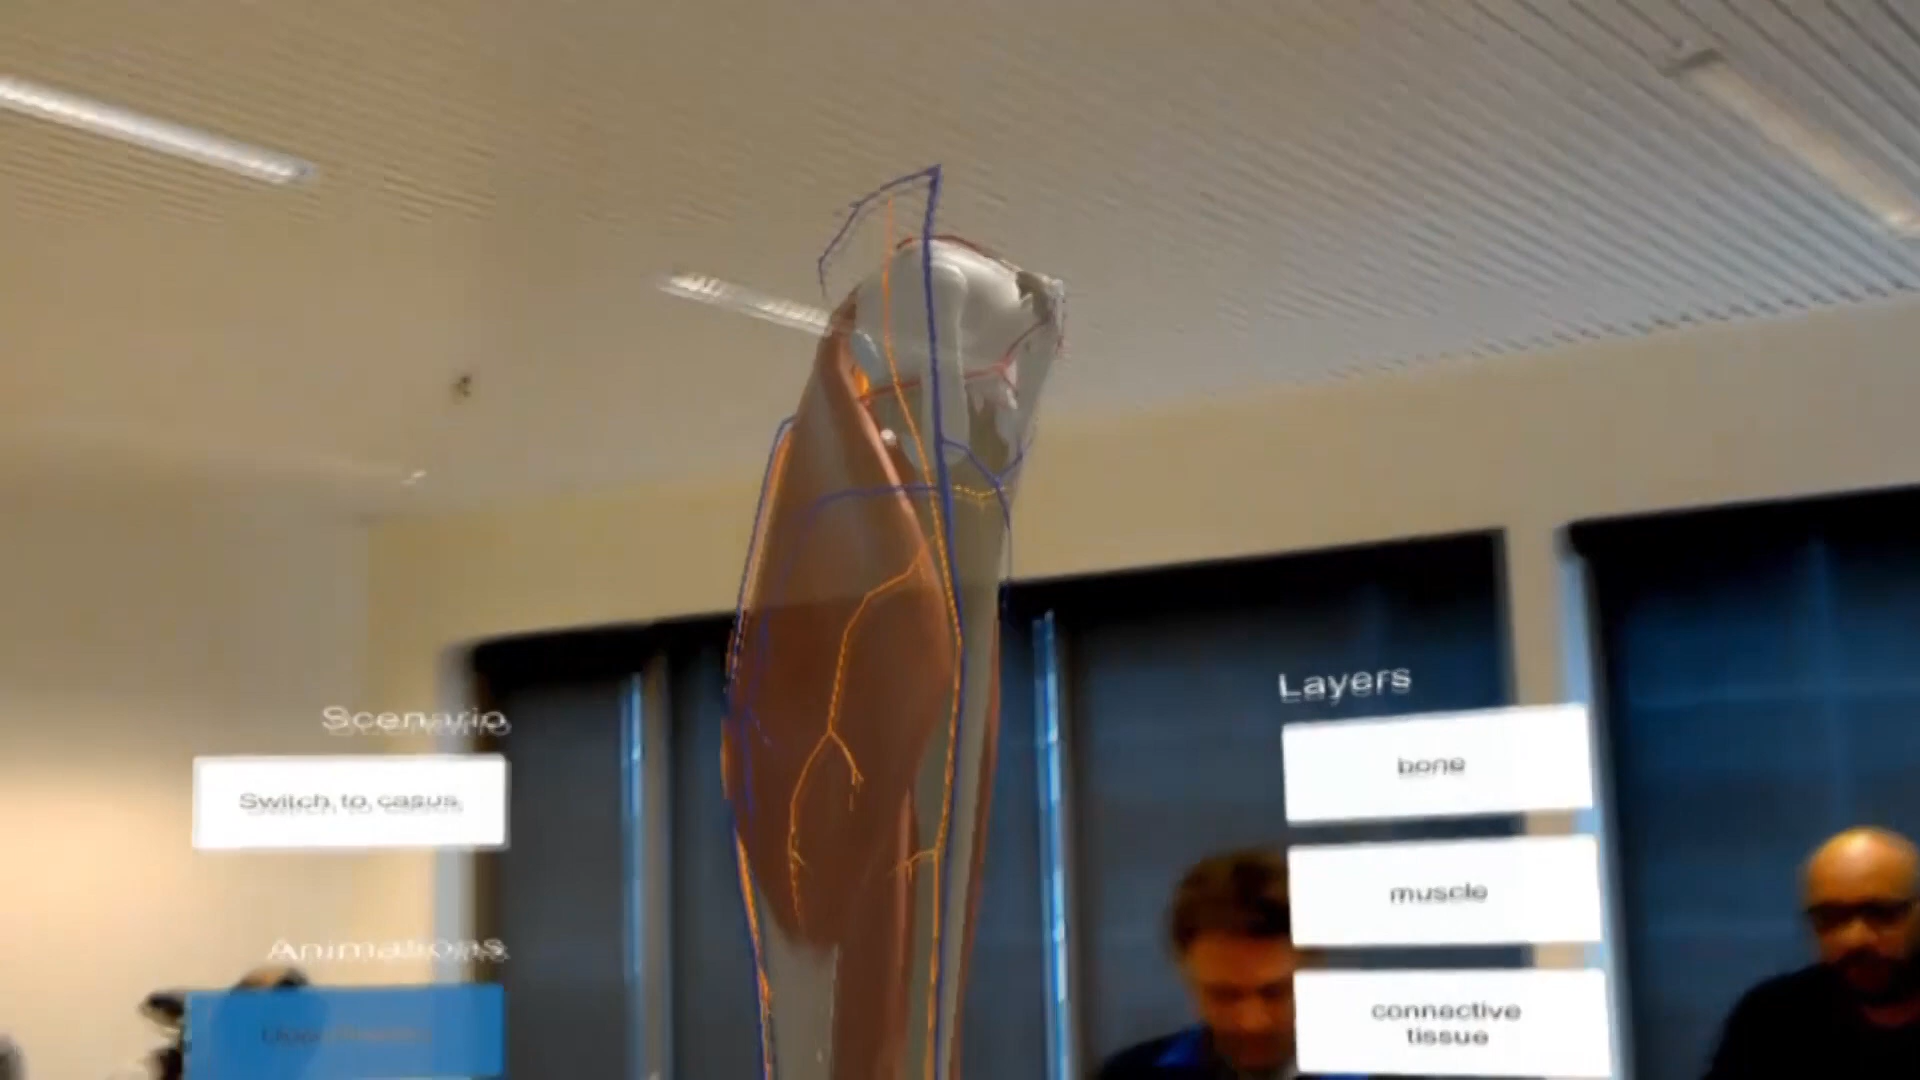 Scenario
Switch to casus
Animations
Layers
bone
muscle
connective
tissue